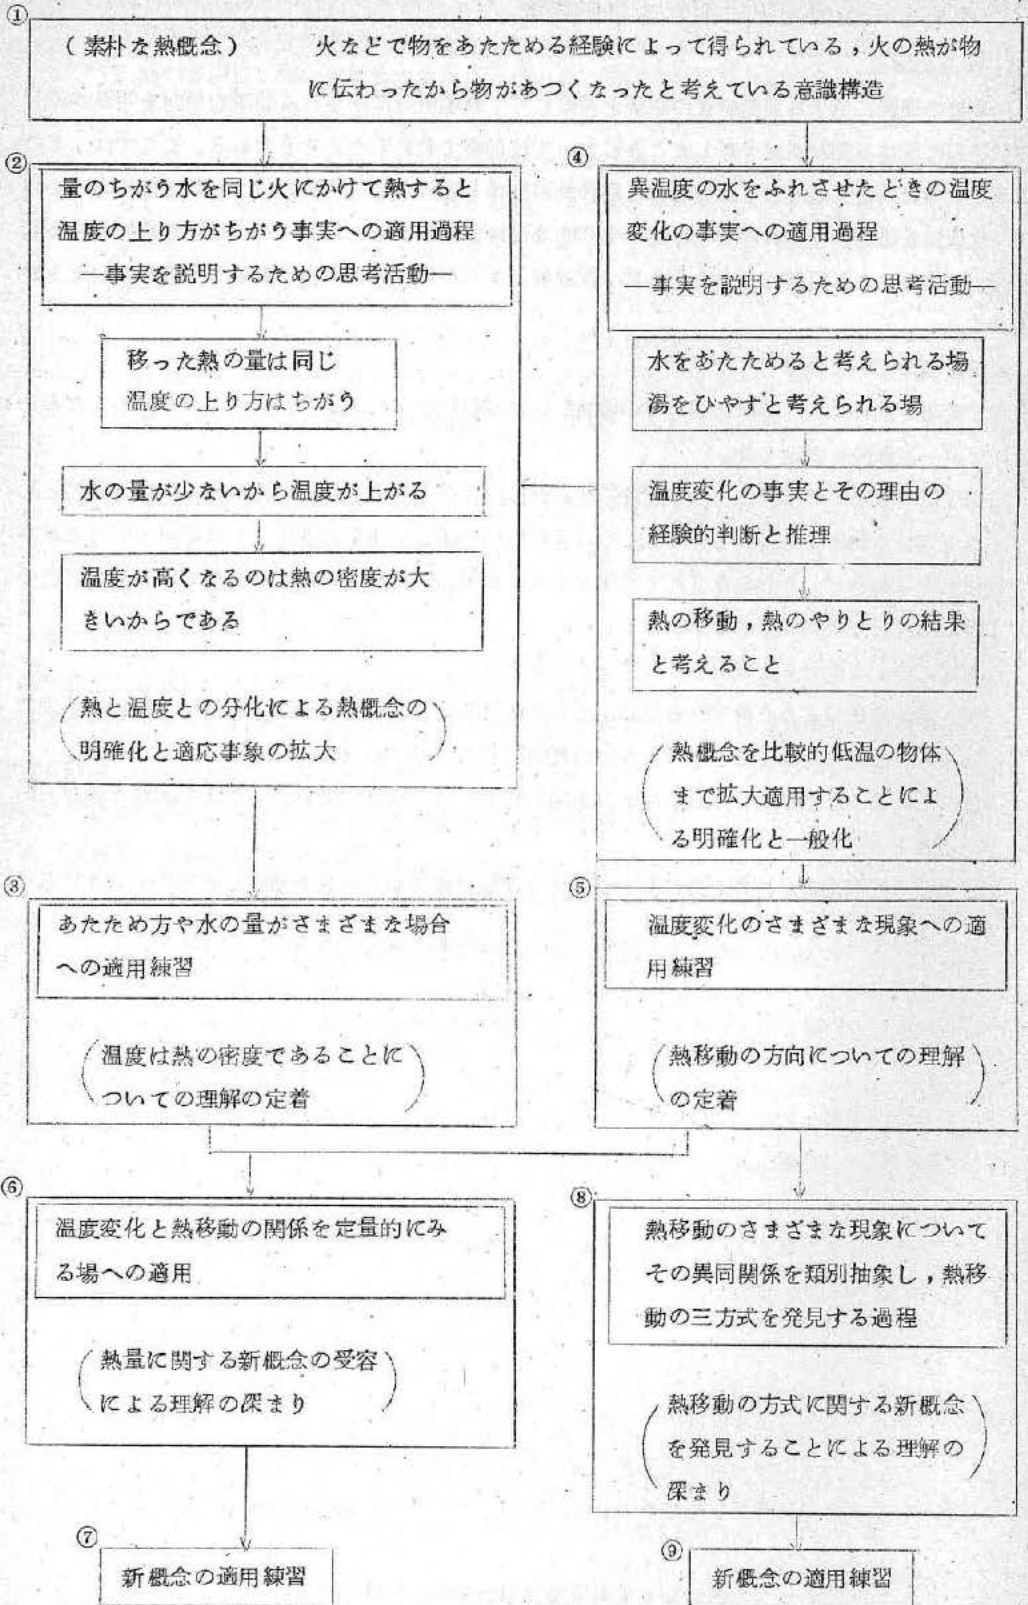 ①
(素朴な熱概念) 火などで物をあたためる経験によって得られている,火の熱が物
に伝わったから物があつくなったと考えている意識構造
②
量のちがう水を同じ火にかけて熱すると
温度の上り方がちがう事実への適用過程
―事実を説明するための思考活動―
移った熱の量は同じ
温度の上り方はちがう
水の量が少ないから温度が上がる
温度が高くなるのは熱の密度が大
きいからである
(熱と温度との分化による熱概念の
明確化と適応事象の拡大)
④
異温度の水をふれさせたときの温度
変化の事実への適用過程
―事実を説明するための思考活動―
水をあたためると考えられる場
湯をひやすと考えられる場
温度変化の事実とその理由の
経験的判断と推理
熱の移動,熱のやりとりの結果
と考えること
(熱概念を比較的低温の物体
まで拡大適用することによ
る明確化と一般化)
③
あたため方や水の量がさまざまな場合
への適用練習
(温度は熱の密度であることに
ついての理解の定着)
⑤
温度変化のさまざまな現象への適
用練習
(熱移動の方向についての理解
の定着)
⑥
温度変化と熱移動の関係を定量的にみ
る場への適用
(熱量に関する新概念の受容
による理解の深まり)
⑧
熱移動のさまざまな現象について
その異同関係を類別抽象し,熱移
動の三方式を発見する過程
(熱移動の方式に関する新概念
を発見することによる理解の
深まり)
⑦
新概念の適用練習
⑨
新概念の適用練習